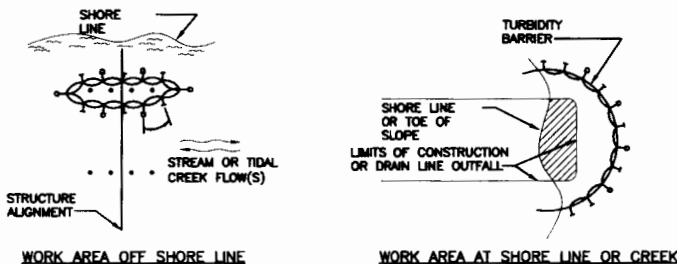 SHORE
LINE
STREAM OR TIDAL
CREEK FLOW(S)
STRUCTURE
ALIGNMENT
WORK AREA OFF SHORE LINE
TURBIDITY
BARRIER
SHORE LINE
OR TOE OF
SLOPE
LIMITS OF CONSTRUCTION
OR DRAIN LINE OUTFALL
WORK AREA AT SHORE LINE OR CREEK